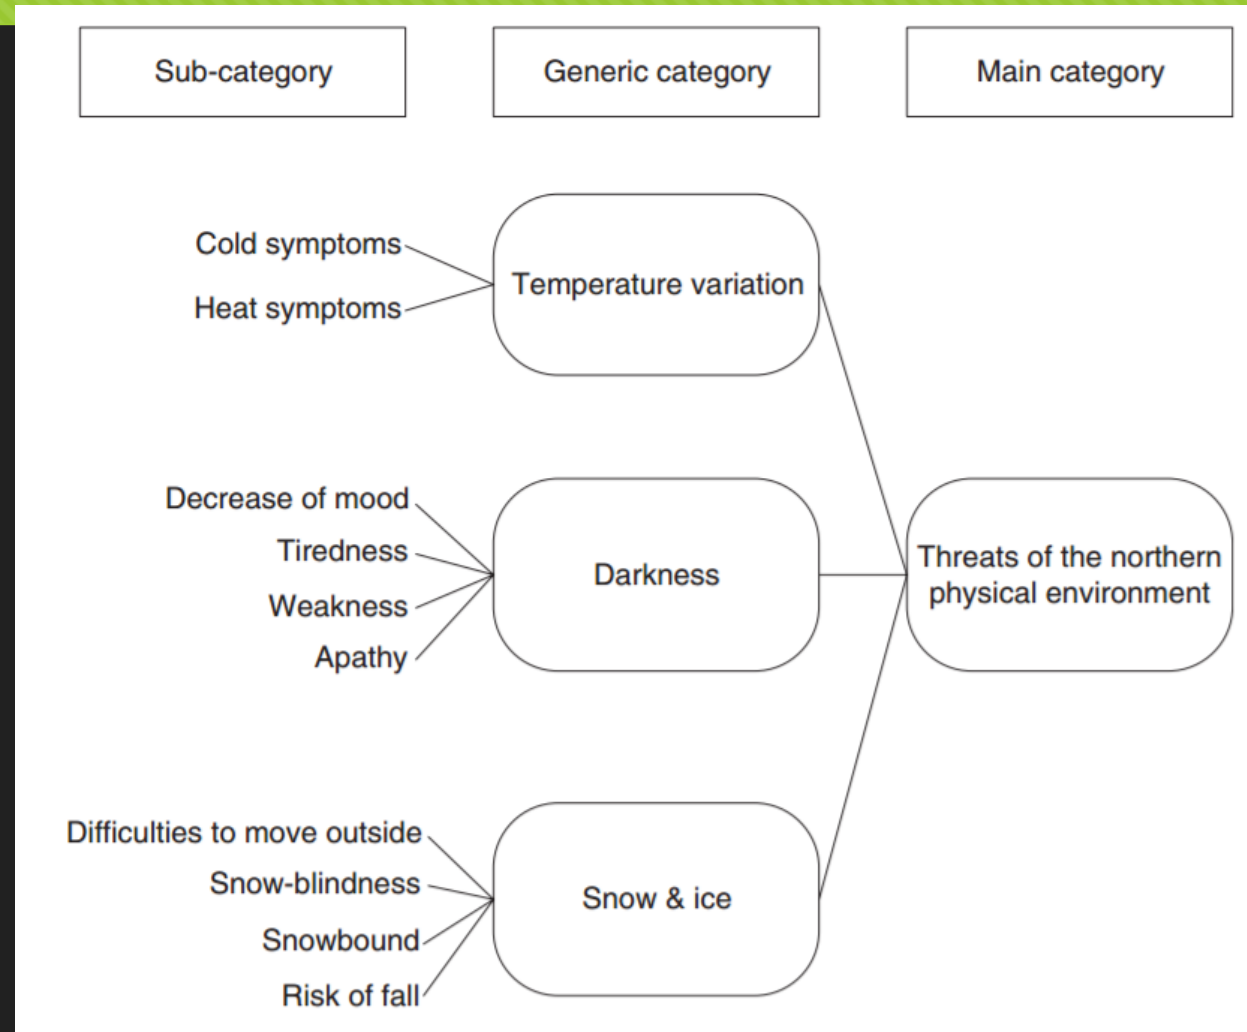 Sub-category
Generic category
Main category
Cold symptoms
Heat symptoms
Temperature variation
Decrease of mood
Tiredness
Weakness
Apathy
Darkness
Threats of the northern
physical environment
Difficulties to move outside
Snow-blindness
Snowbound
Risk of fall
Snow & ice